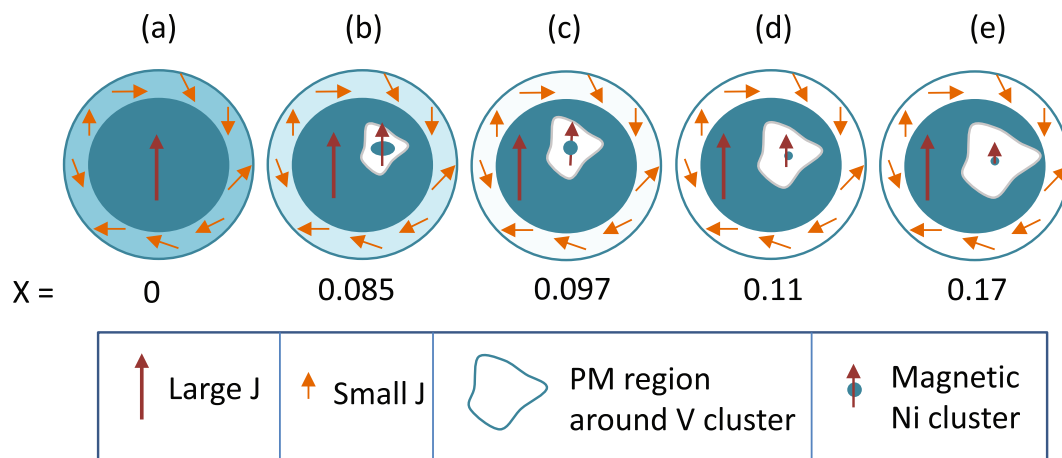 (a) (b) (c) (d) (e)
X = 0 0.085 0.097 0.11 0.17
Large J
Small J
PM region
around V cluster
Magnetic
Ni cluster